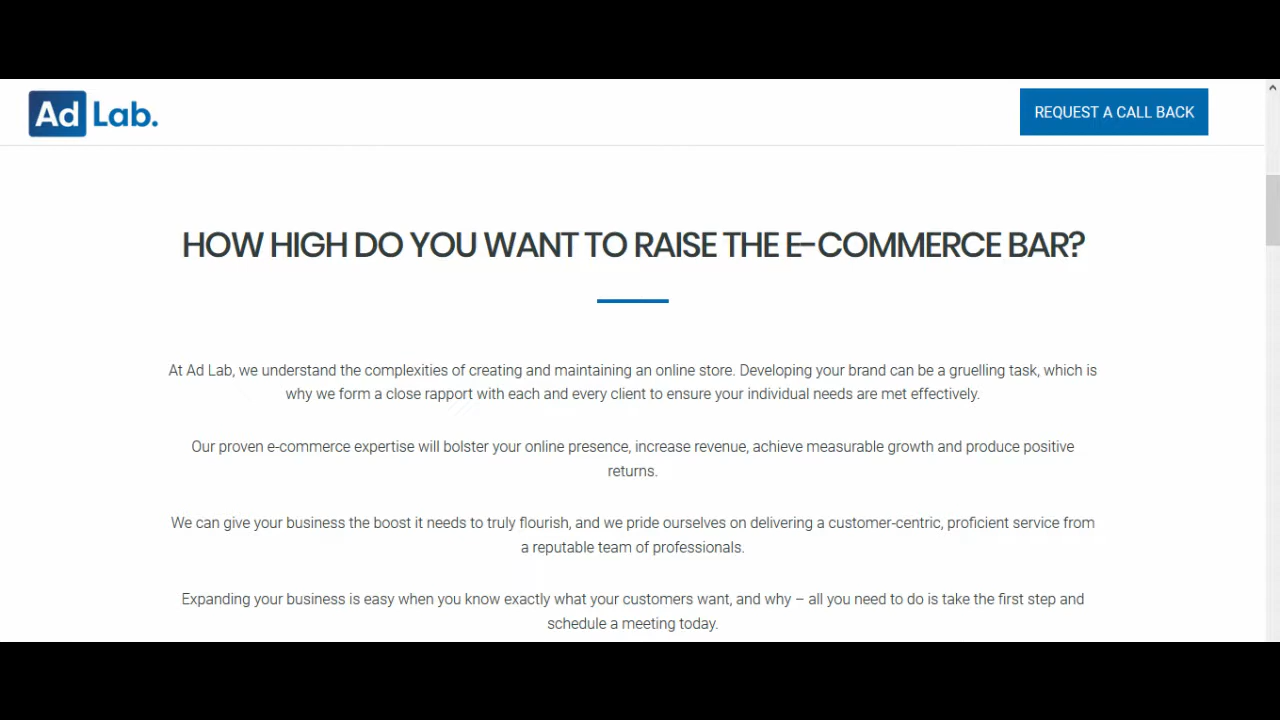 Ad Lab.
REQUEST A CALL BACK
HOW HIGH DO YOU WANT TO RAISE THE E-COMMERCE BAR?
At Ad Lab, we understand the complexities of creating and maintaining an online store. Developing your brand can be a gruelling task, which is
why we form a close rapport with each and every client to ensure your individual needs are met effectively.
Our proven e-commerce expertise will bolster your online presence, increase revenue, achieve measurable growth and produce positive
returns.
We can give your business the boost it needs to truly flourish, and we pride ourselves on delivering a customer-centric, proficient service from
a reputable team of professionals.
Expanding your business is easy when you know exactly what your customers want, and why – all you need to do is take the first step and
schedule a meeting today.